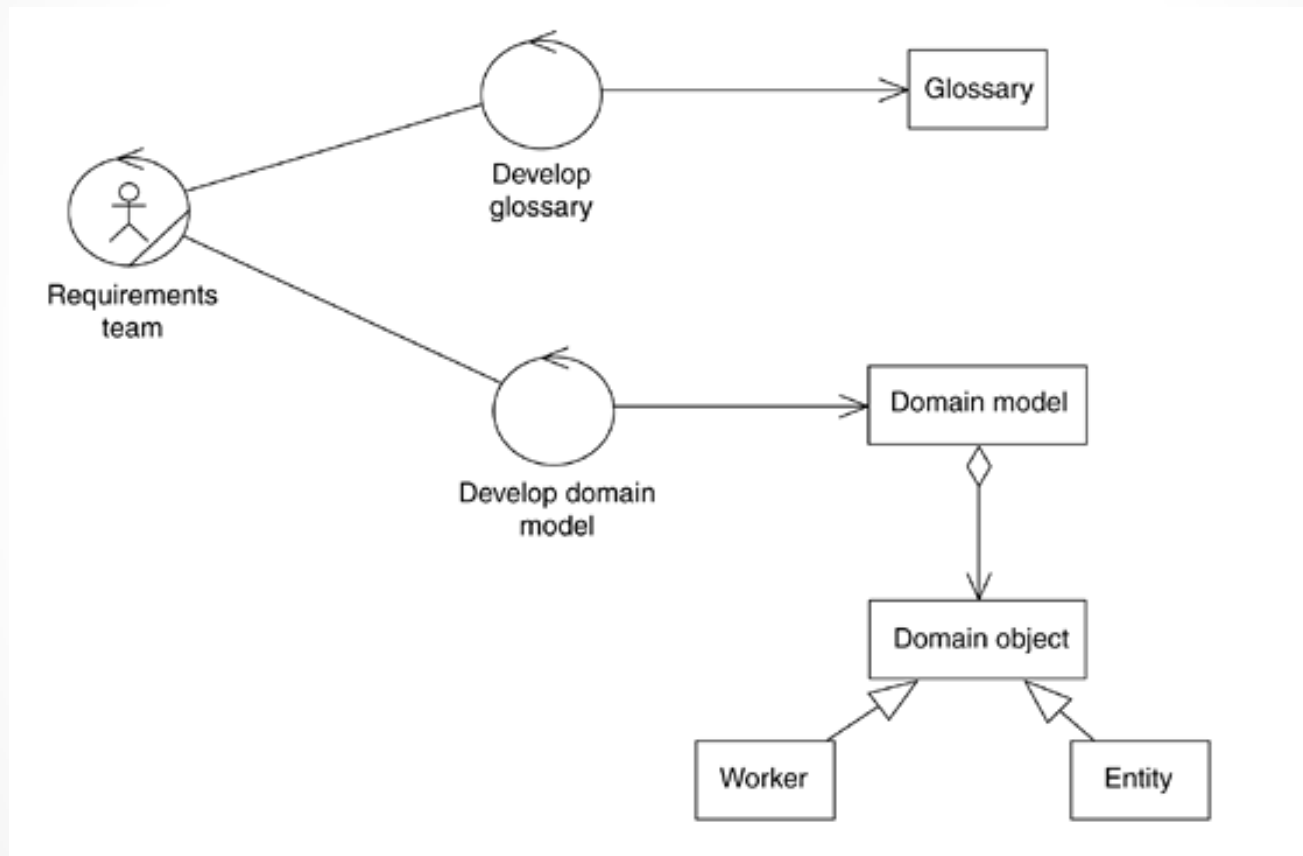 Glossary
Develop
glossary
Requirements
team
Domain model
Develop domain
model
Domain object
Worker
Entity